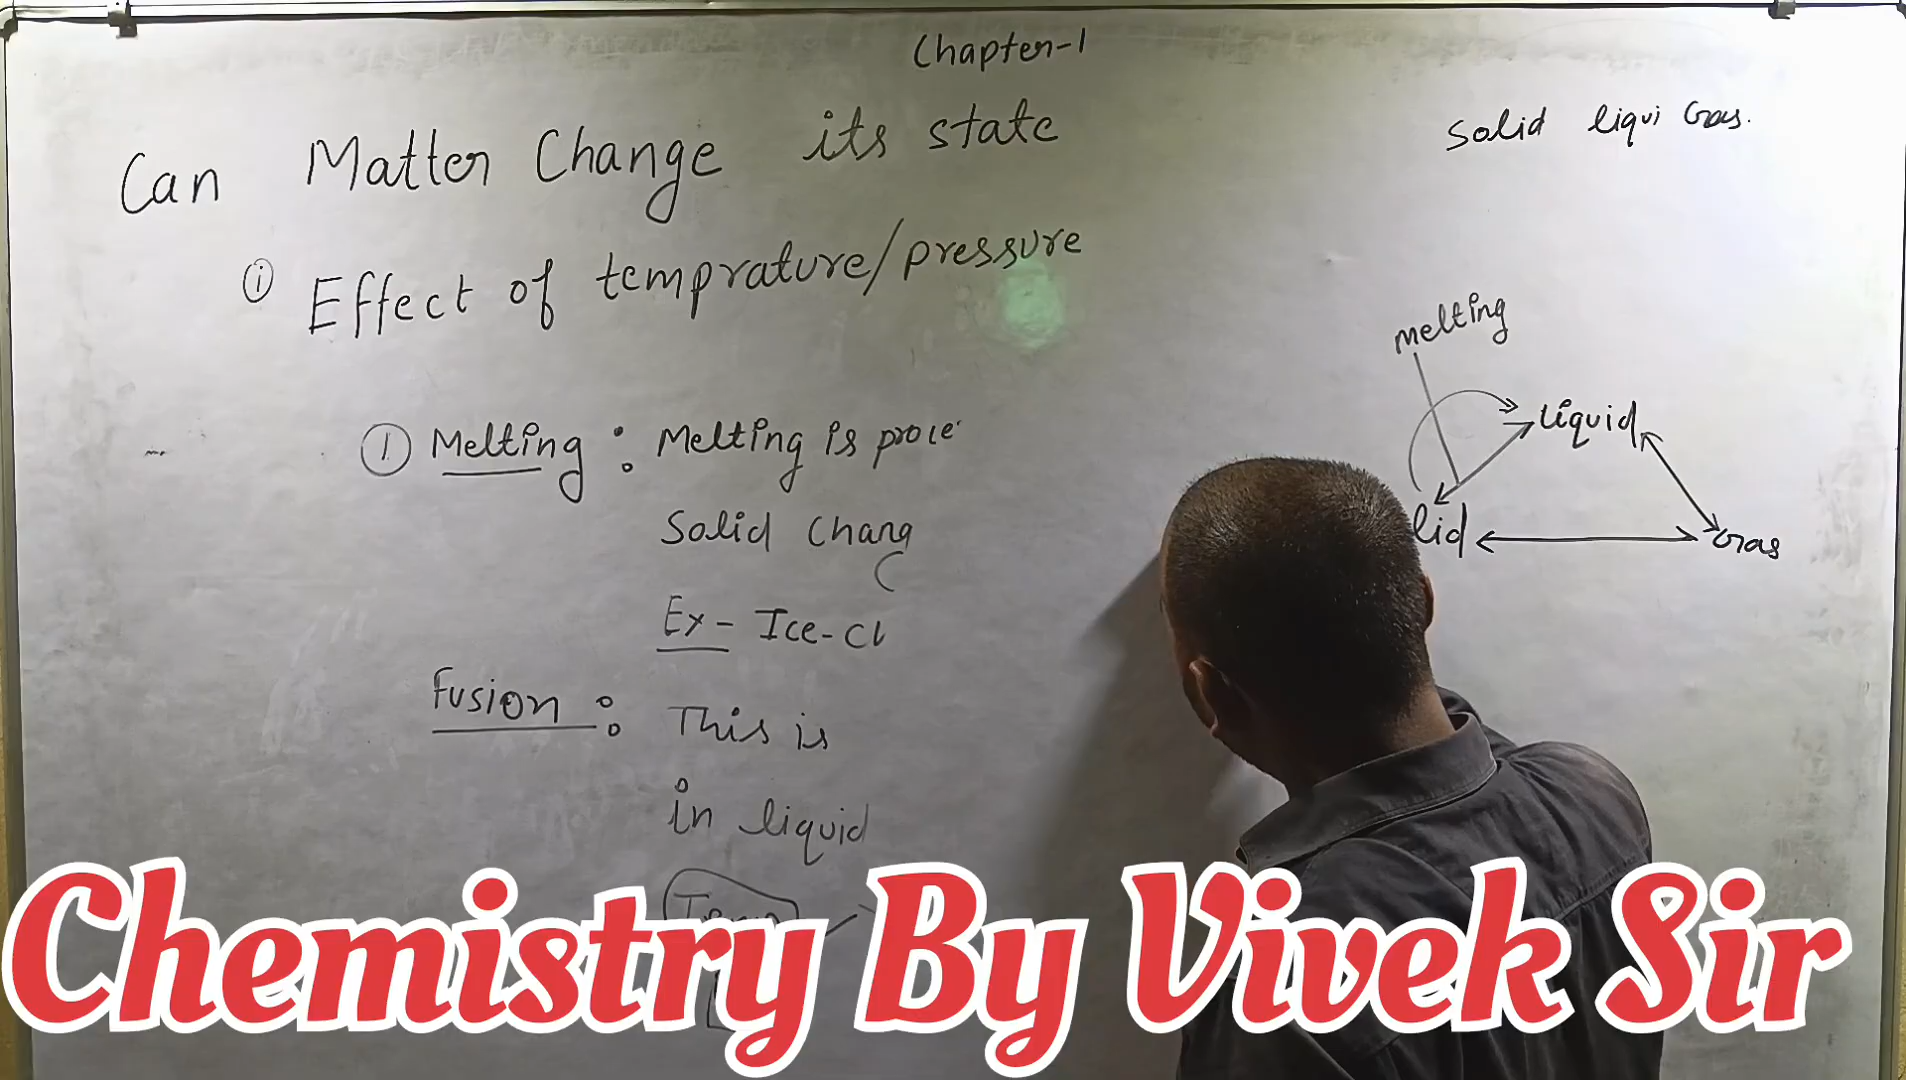 Chapter-1
Can Matter Change its state
Solid liqui Gas.
i Effect of temprature/pressure
melting
liquid
lid
Gas
1 Melting : Melting is proce
Solid Chang
Ex- Ice-
Fusion : This is
in liquid
Chemistry By Vivek Sir